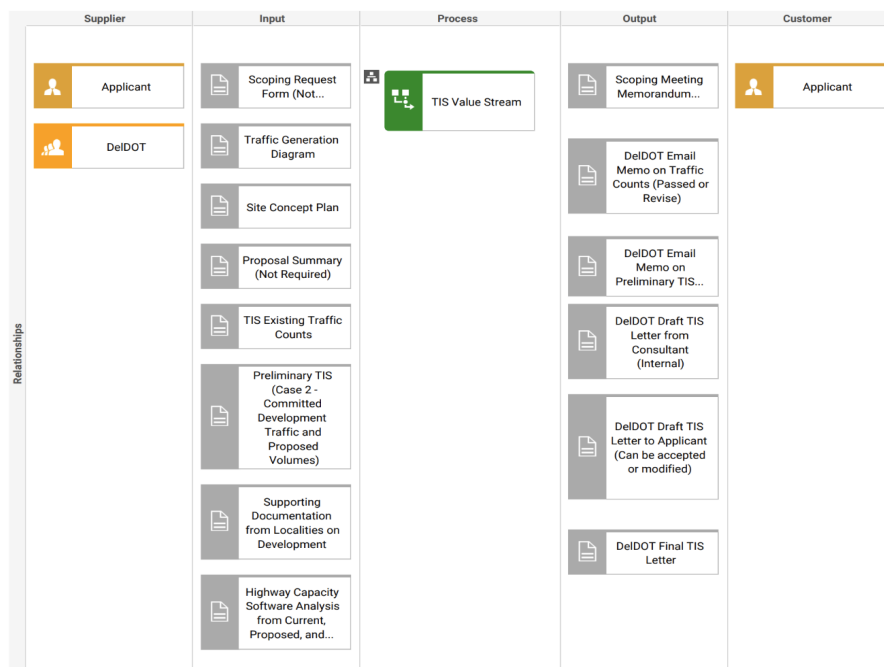 Supplier
Input
Process
Output
Customer
Relationships
Applicant
DelDOT
Scoping Request
Form (Not...
Traffic Generation
Diagram
Site Concept Plan
Proposal Summary
(Not Required)
TIS Existing Traffic
Counts
Preliminary TIS
(Case 2 -
Committed
Development
Traffic and
Proposed
Volumes)
Supporting
Documentation
from Localities on
Development
Highway Capacity
Software Analysis
from Current,
Proposed, and...
TIS Value Stream
Scoping Meeting
Memorandum...
DelDOT Email
Memo on Traffic
Counts (Passed or
Revise)
DelDOT Email
Memo on
Preliminary TIS...
DelDOT Draft TIS
Letter from
Consultant
(Internal)
DelDOT Draft TIS
Letter to Applicant
(Can be accepted
or modified)
DelDOT Final TIS
Letter
Applicant